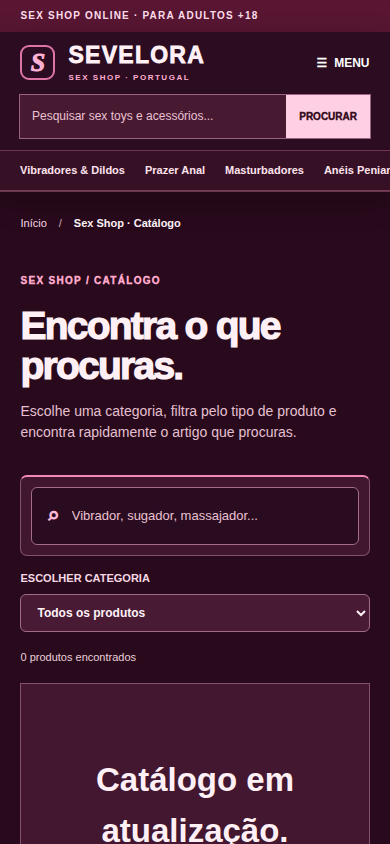 SEX SHOP ONLINE · PARA ADULTOS +18
S SEVELORA
SEX SHOP · PORTUGAL
☰ MENU
Pesquisar sex toys e acessórios...
PROCURAR
Vibradores & Dildos Prazer Anal Masturbadores Anéis Penian
Início / Sex Shop · Catálogo
SEX SHOP / CATÁLOGO
Encontra o que
procuras.
Escolhe uma categoria, filtra pelo tipo de produto e
encontra rapidamente o artigo que procuras.
Vibrador, sugador, massajador...
ESCOLHER CATEGORIA
Todos os produtos
0 produtos encontrados
Catálogo em
atualização.